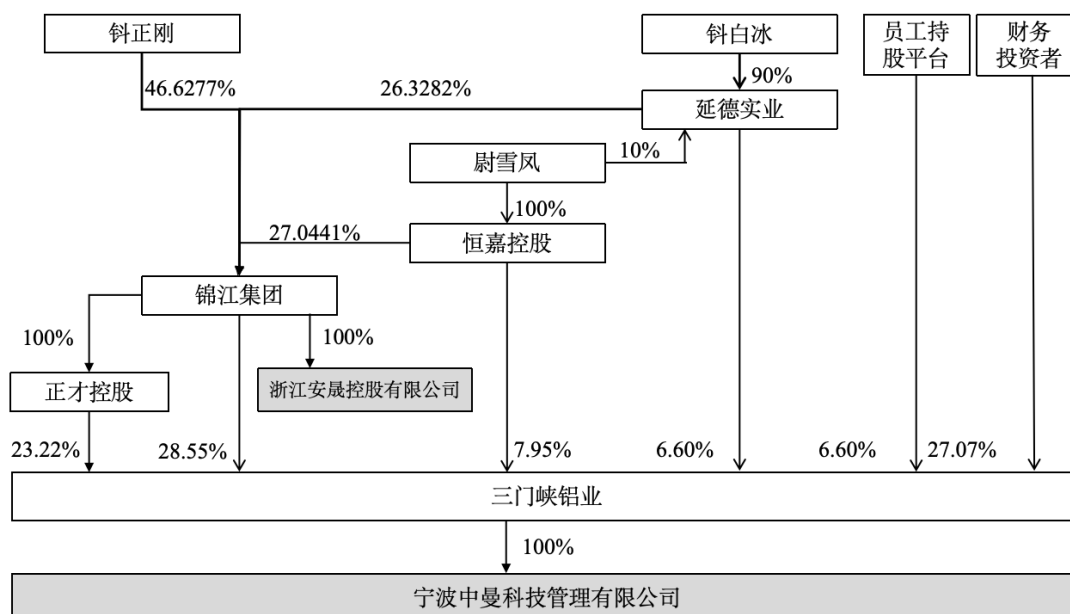 钭正刚
钭白冰
员工持
股平台
财务
投资者
46.6277%
26.3282%
90%
延德实业
尉雪凤
10%
100%
27.0441%
恒嘉控股
锦江集团
100%
100%
正才控股
浙江安晟控股有限公司
23.22%
28.55%
7.95%
6.60%
6.60%
27.07%
三门峡铝业
100%
宁波中曼科技管理有限公司